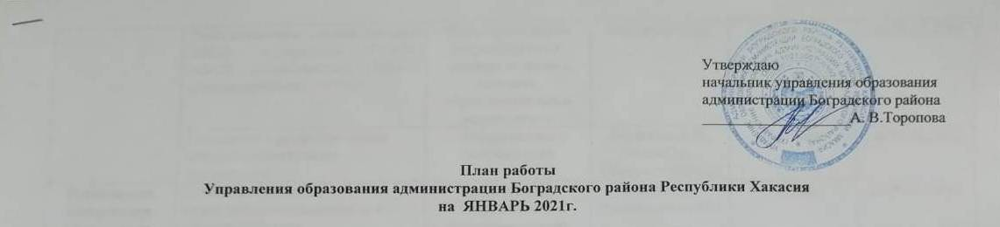 Утверждаю
начальник управления образования
администрации Боградского района
А. В.Торопова
План работы
Управления образования администрации Боградского района Республики Хакасия
на ЯНВАРЬ 2021г.